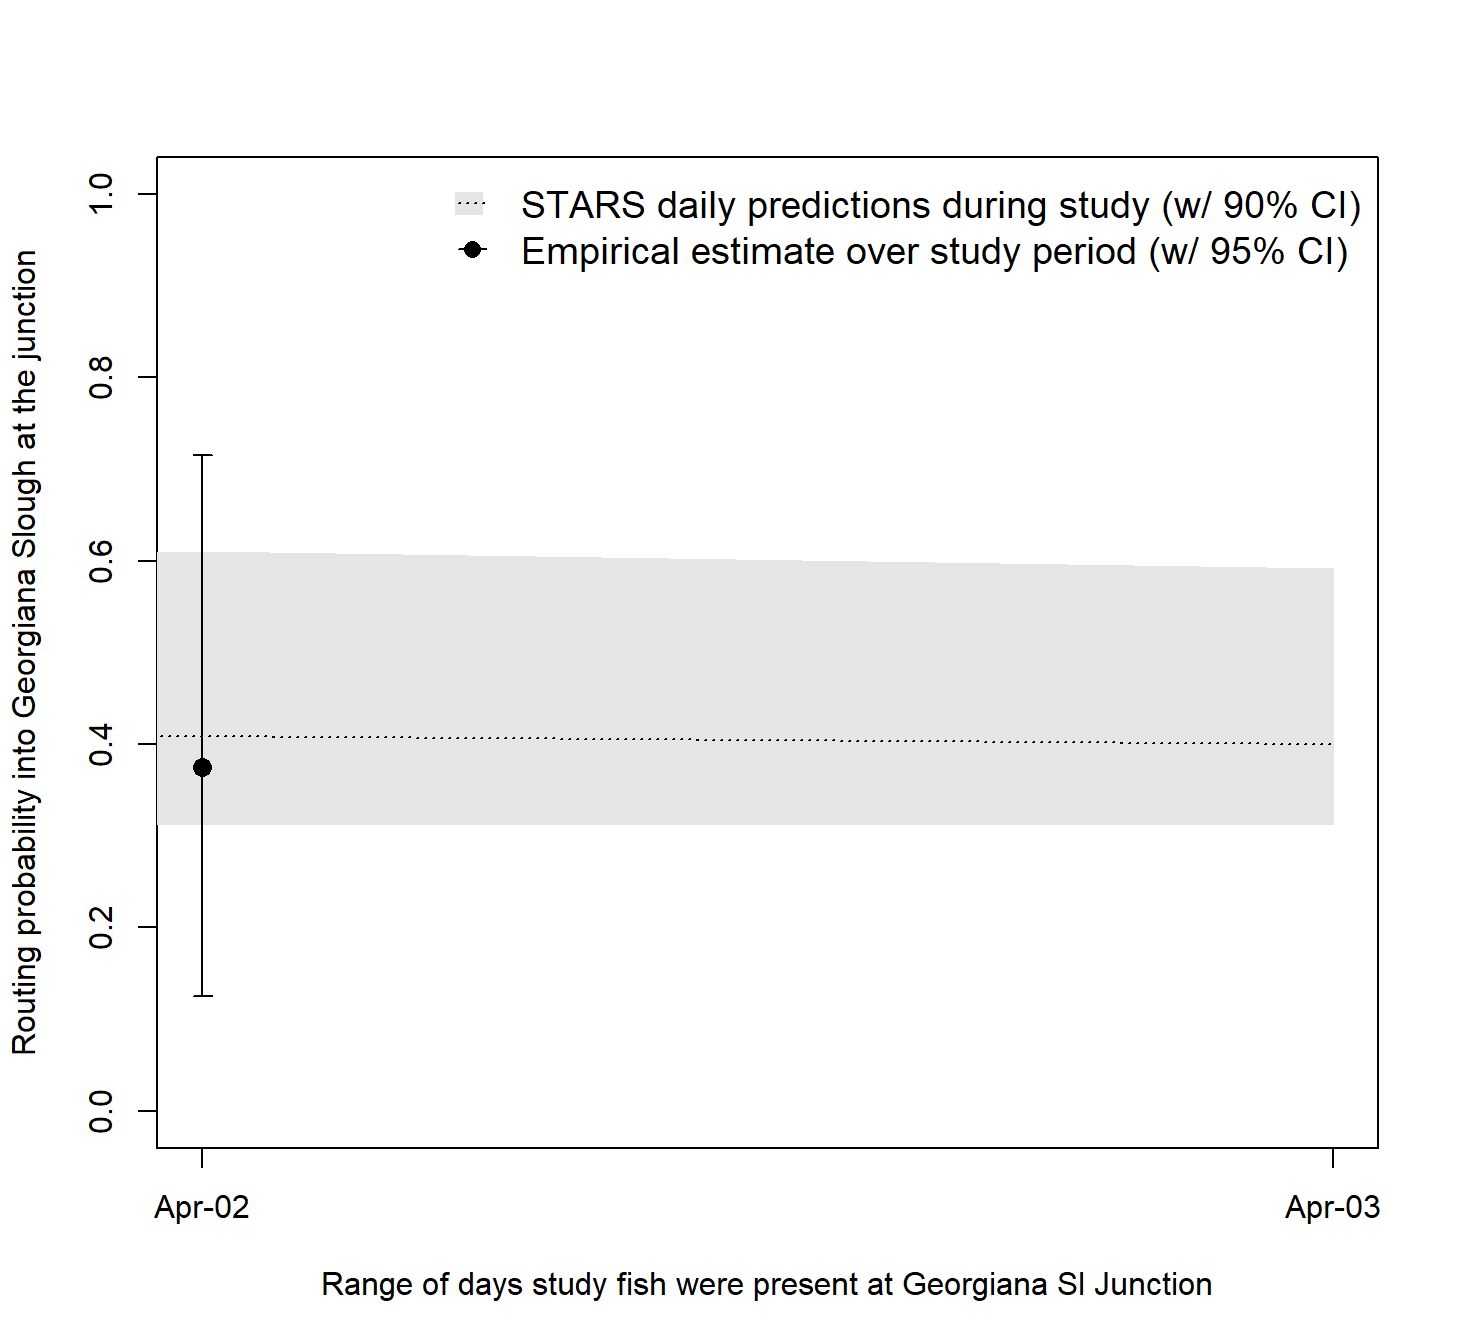 STARS daily predictions during study (w/ 90% CI)
Empirical estimate over study period (w/ 95% CI)
Routing probability into Georgiana Slough at the junction
1.0
0.8
0.6
0.4
0.2
0.0
Apr-02
Apr-03
Range of days study fish were present at Georgiana Sl Junction